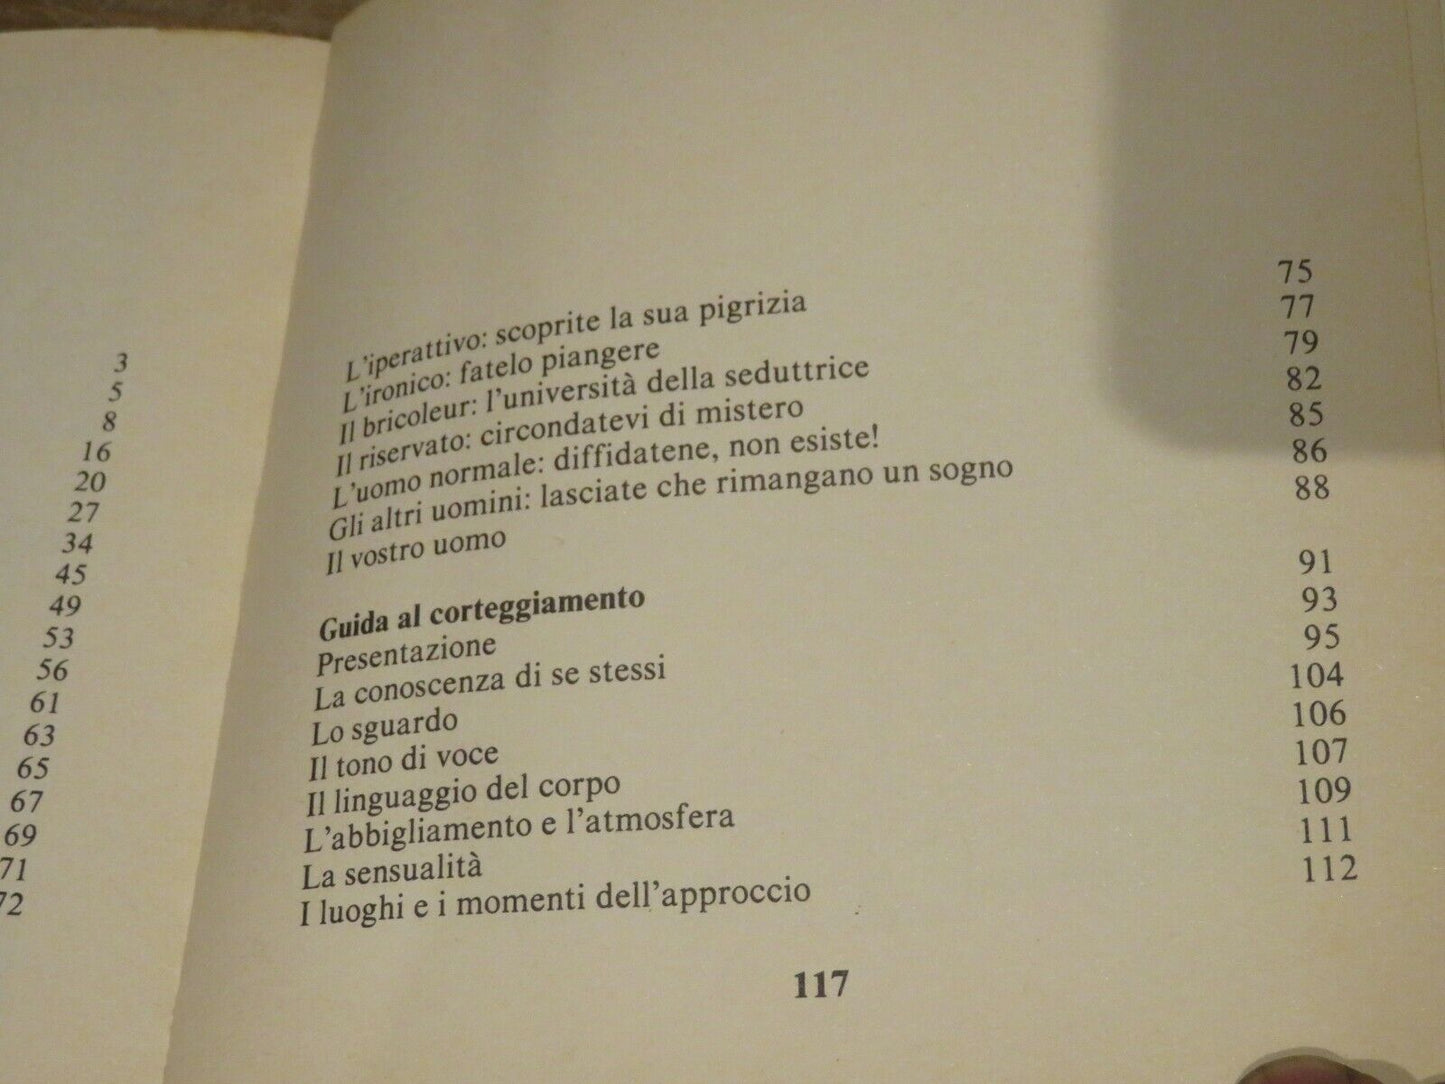 3
5
8
16
20
27
34
45
49
53
56
61
63
65
67
69
71
72
L'iperattivo: scoprite la sua pigrizia 75
L'ironico: fatelo piangere 77
Il bricoleur: l'università della seduttrice 79
Il riservato: circondatevi di mistero 82
L'uomo normale: diffidatene, non esiste! 85
Gli altri uomini: lasciate che rimangano un sogno 86
Il vostro uomo 88
Guida al corteggiamento 91
Presentazione 93
La conoscenza di se stessi 95
Lo sguardo 104
Il tono di voce 106
Il linguaggio del corpo 107
L'abbigliamento e l'atmosfera 109
La sensualità 111
I luoghi e i momenti dell'approccio 112
117